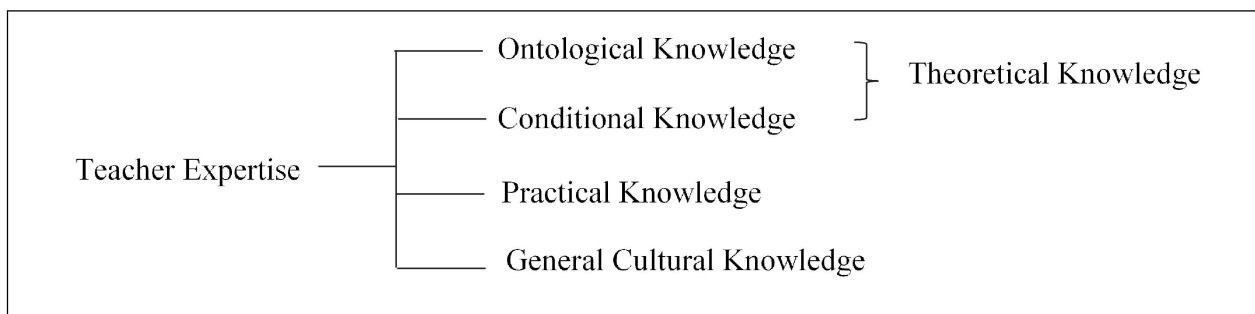 Ontological Knowledge
Theoretical Knowledge
Conditional Knowledge
Teacher Expertise
Practical Knowledge
General Cultural Knowledge